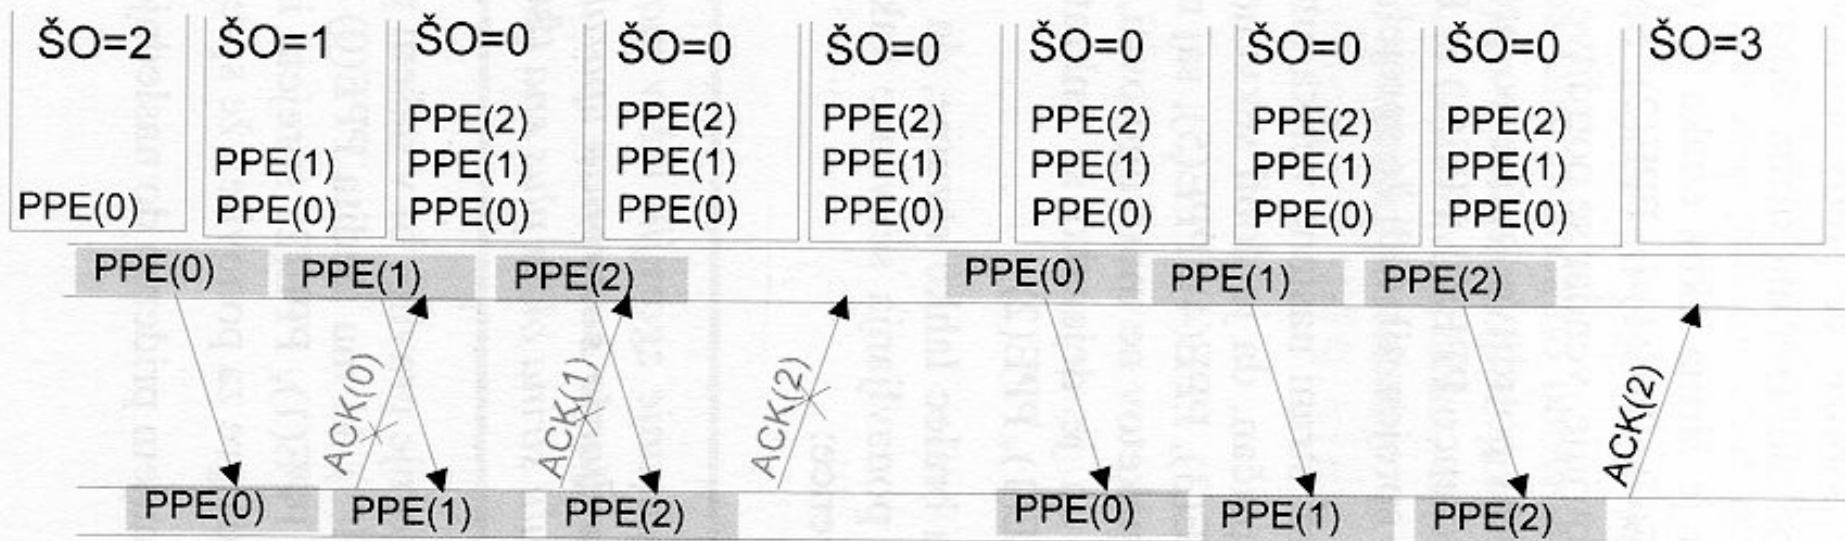 ŠO=2 ŠO=1 ŠO=0 ŠO=0 ŠO=0 ŠO=0 ŠO=0 ŠO=0 ŠO=3
PPE(2) PPE(2) PPE(2) PPE(2) PPE(2) PPE(2)
PPE(1) PPE(1) PPE(1) PPE(1) PPE(1) PPE(1) PPE(1)
PPE(0) PPE(0) PPE(0) PPE(0) PPE(0) PPE(0) PPE(0) PPE(0)
PPE(0) PPE(1) PPE(2) PPE(0) PPE(1) PPE(2)
ACK(0) ACK(1) ACK(2) ACK(2)
PPE(0) PPE(1) PPE(2) PPE(0) PPE(1) PPE(2)